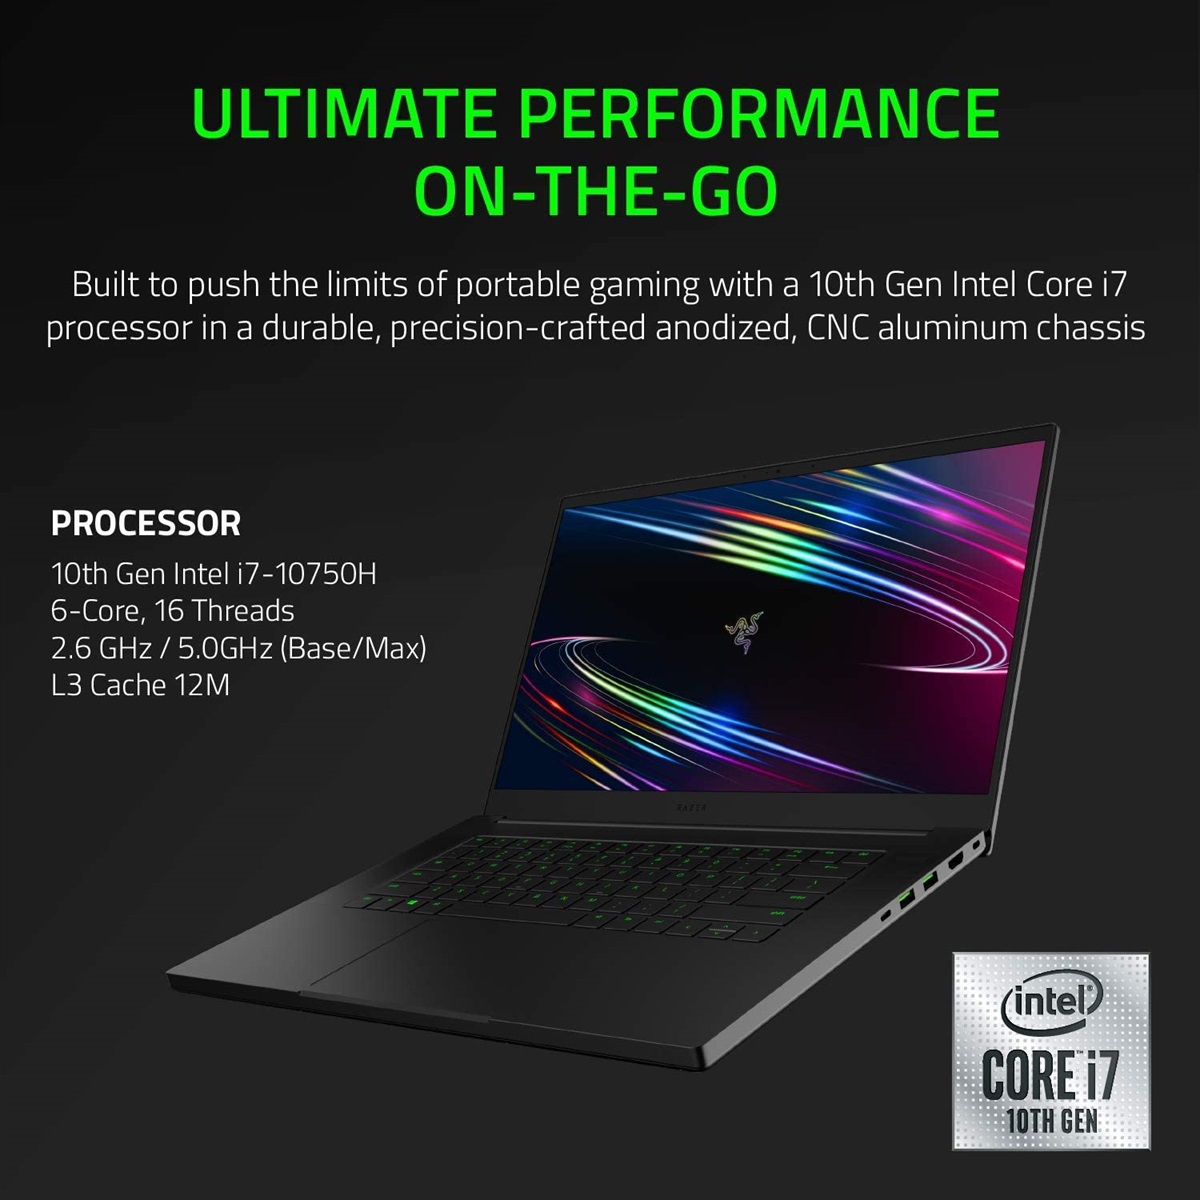 ULTIMATE PERFORMANCE
ON-THE-GO
Built to push the limits of portable gaming with a 10th Gen Intel Core i7
processor in a durable, precision-crafted anodized, CNC aluminum chassis
PROCESSOR
10th Gen Intel i7-10750H
6-Core, 16 Threads
2.6 GHz / 5.0GHz (Base/Max)
L3 Cache 12M
RAZER
intel®
CORE™ i7
10TH GEN